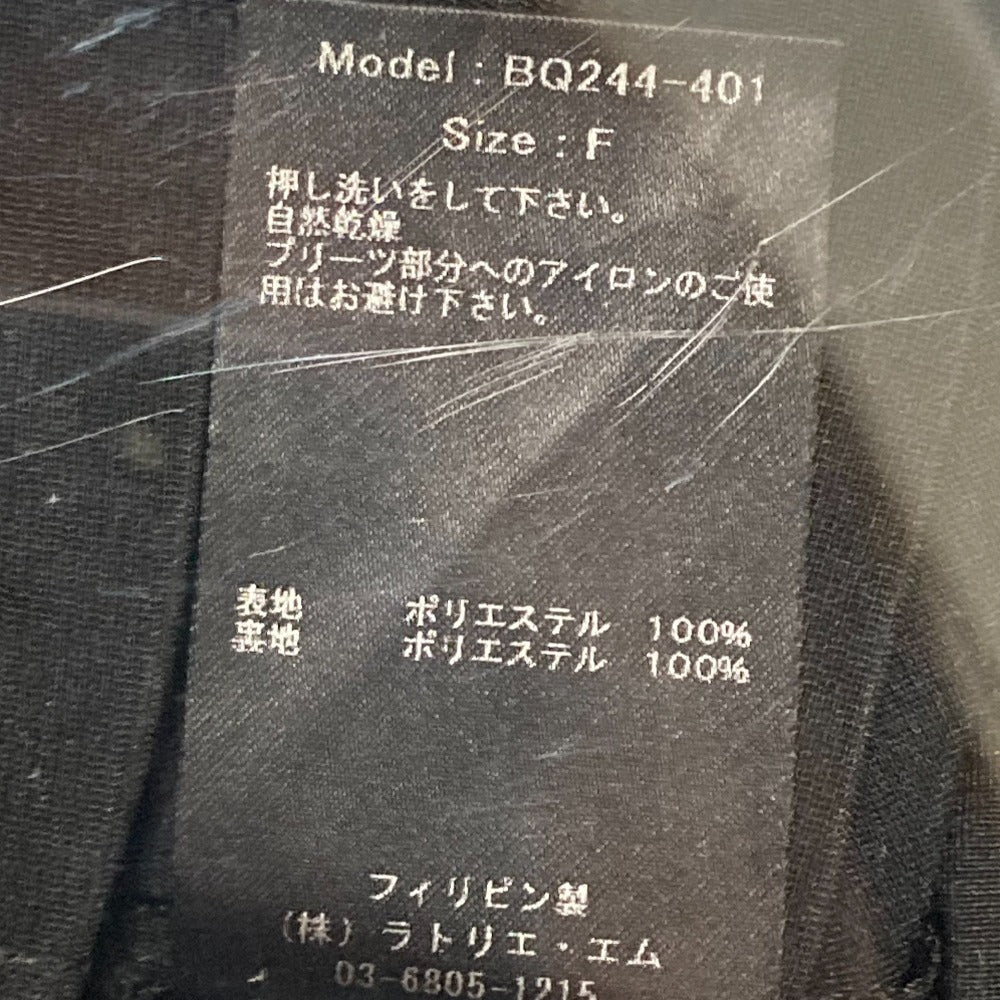 Model : BQ244-401
Size : F
押し洗いをして下さい。
自然乾燥
プリーツ部分へのアイロンのご使
用はお避け下さい。
表地 ポリエステル 100%
裏地 ポリエステル 100%
フィリピン製
(株) ラトリエ・エム
03-6805-1215